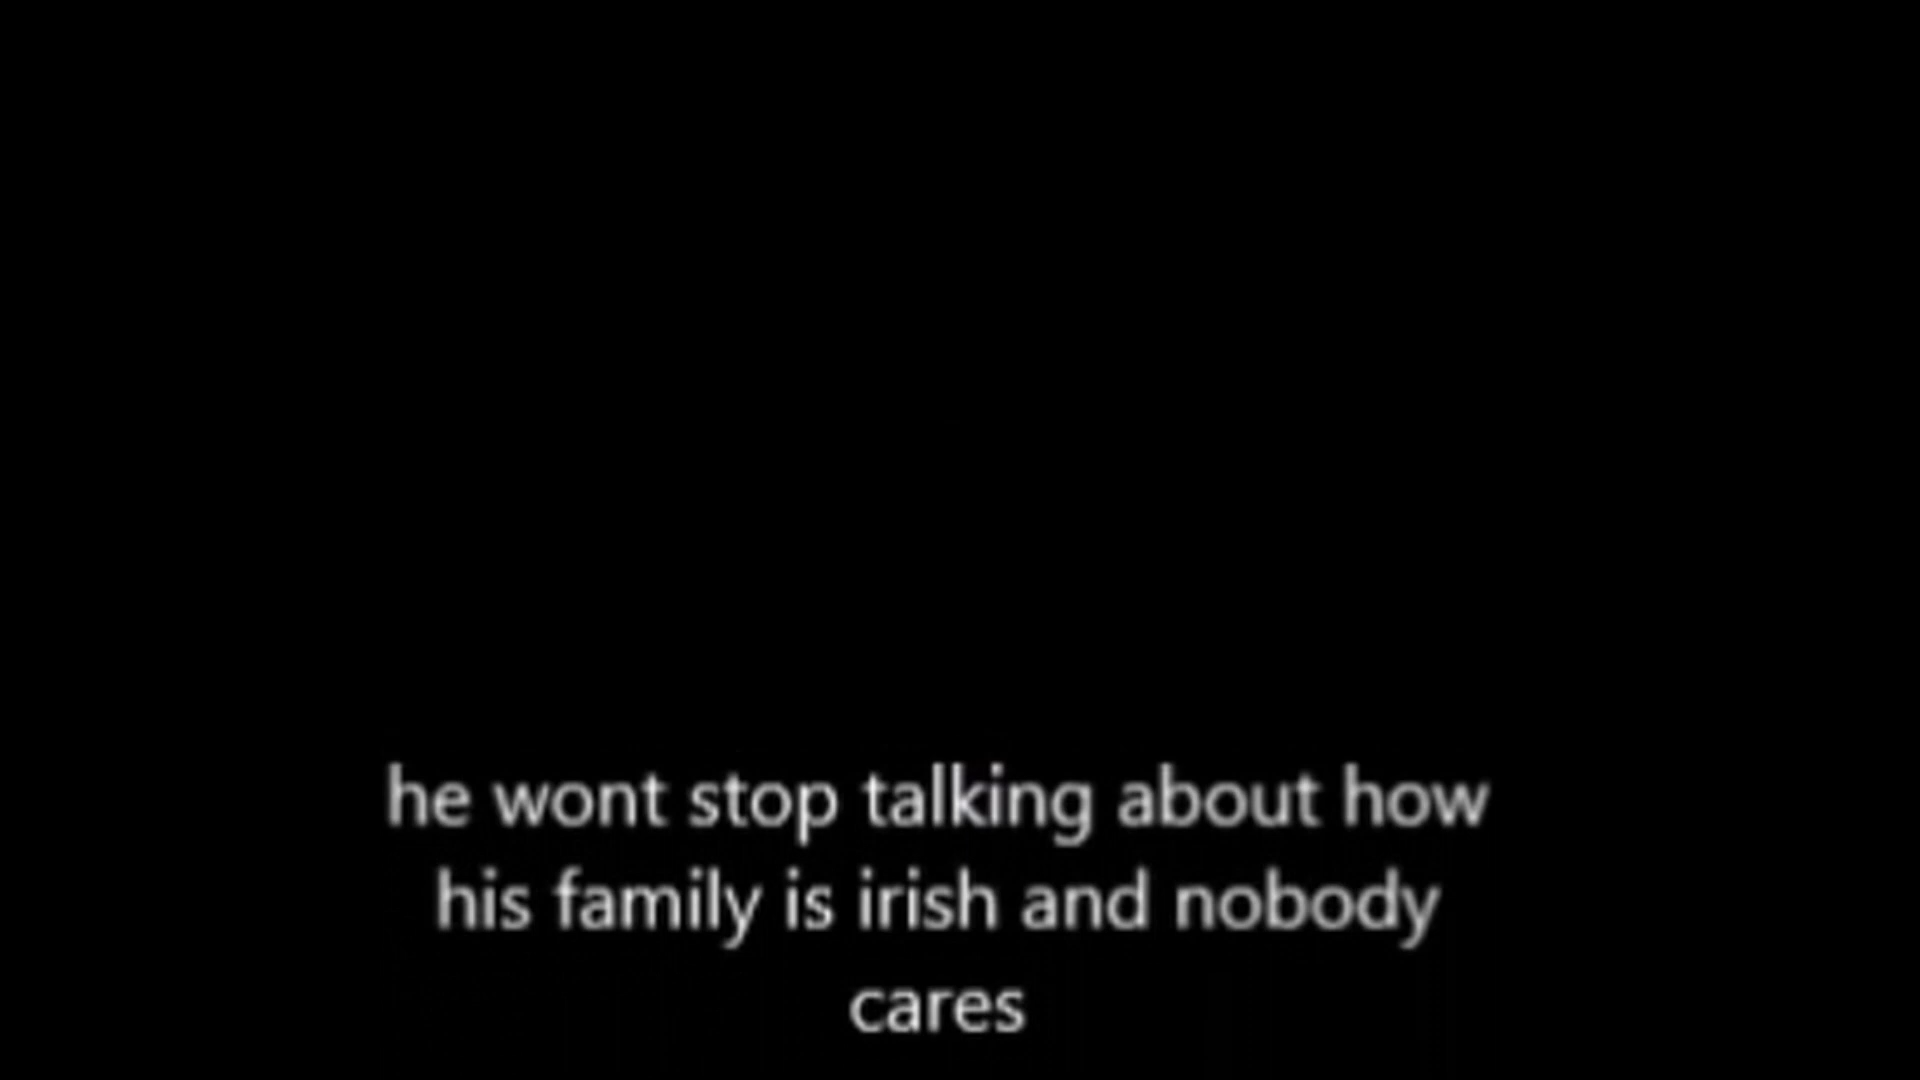 he wont stop talking about how
his family is irish and nobody
cares